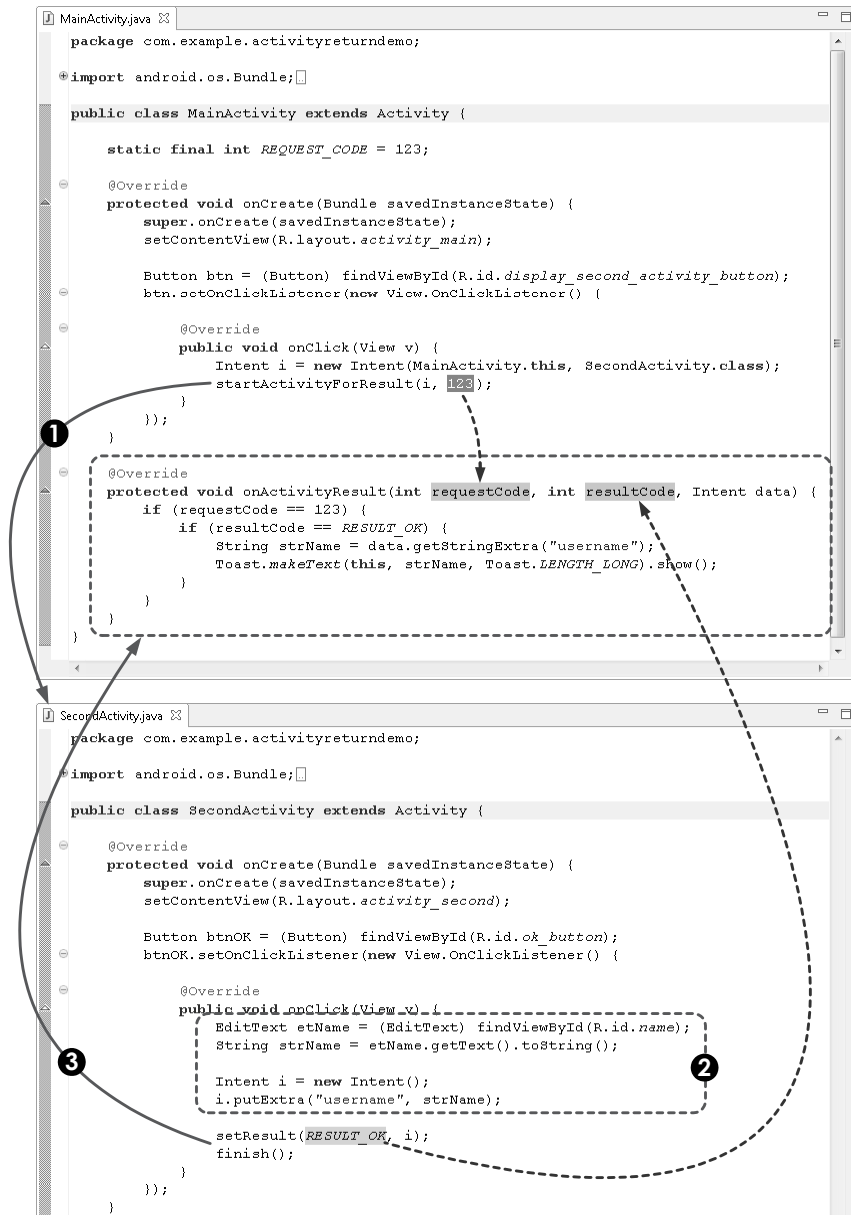 MainActivity.java
package com.example.activityreturndemo;
import android.os.Bundle;
public class MainActivity extends Activity {
static final int REQUEST_CODE = 123;
@Override
protected void onCreate(Bundle savedInstanceState) {
super.onCreate(savedInstanceState);
setContentView(R.layout.activity_main);
Button btn = (Button) findViewById(R.id.display_second_activity_button);
btn.setOnClickListener(new View.OnClickListener() {
@Override
public void onClick(View v) {
Intent i = new Intent(MainActivity.this, SecondActivity.class);
startActivityForResult(i, 123);
}
});
1
}
@Override
protected void onActivityResult(int requestCode, int resultCode, Intent data) {
if (requestCode == 123) {
if (resultCode == RESULT_OK) {
String strName = data.getStringExtra("username");
Toast.makeText(this, strName, Toast.LENGTH_LONG).show();
}
}
}
}
SecondActivity.java
package com.example.activityreturndemo;
import android.os.Bundle;
public class SecondActivity extends Activity {
@Override
protected void onCreate(Bundle savedInstanceState) {
super.onCreate(savedInstanceState);
setContentView(R.layout.activity_second);
Button btnOK = (Button) findViewById(R.id.ok_button);
btnOK.setOnClickListener(new View.OnClickListener() {
@Override
public void onClick(View v) {
EditText etName = (EditText) findViewById(R.id.name);
String strName = etName.getText().toString();
3
2
Intent i = new Intent();
i.putExtra("username", strName);
setResult(RESULT_OK, i);
finish();
}
});
}